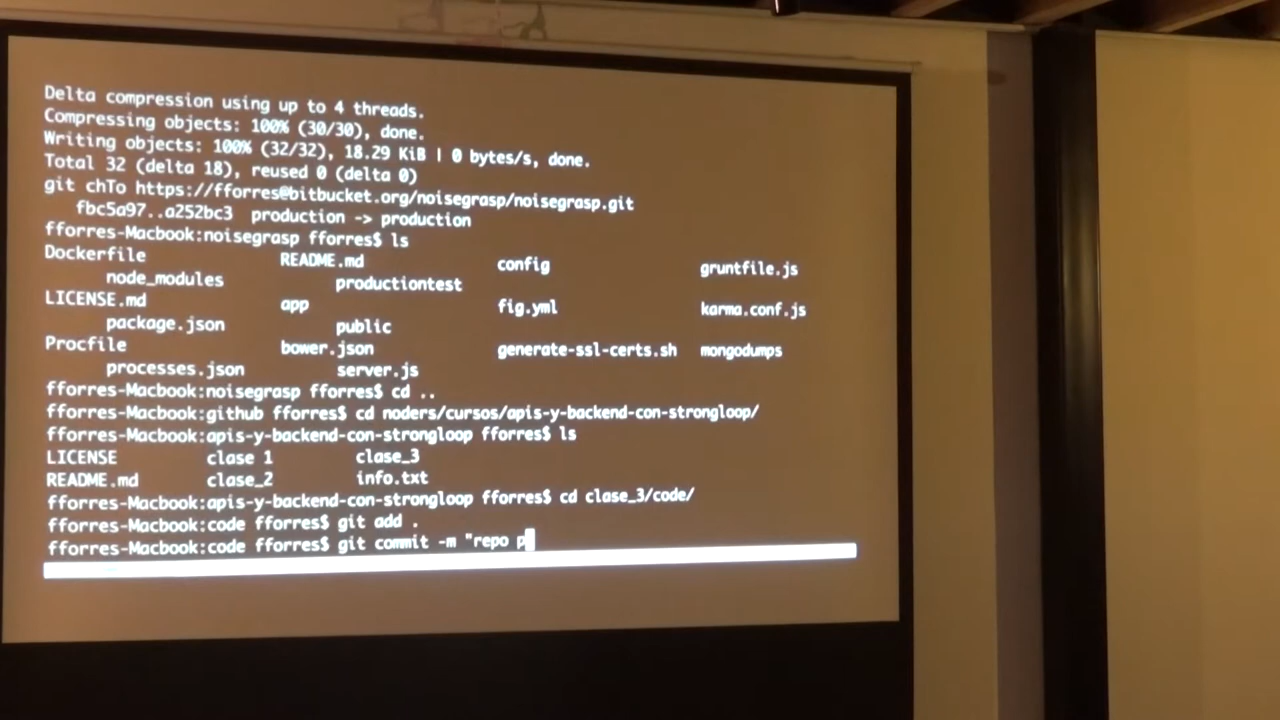 Delta compression using up to 4 threads.
Compressing objects: 100% (30/30), done.
Writing objects: 100% (32/32), 18.29 KiB | 0 bytes/s, done.
Total 32 (delta 18), reused 0 (delta 0)
git chTo https://fforres@bitbucket.org/noisegrasp/noisegrasp.git
fbc5a97..a252bc3 production -> production
fforres-Macbook:noisegrasp fforres$ ls
Dockerfile README.md config gruntfile.js
node_modules productiontest
LICENSE.md app fig.yml karma.conf.js
package.json public
Procfile bower.json generate-ssl-certs.sh mongodumps
processes.json server.js
fforres-Macbook:noisegrasp fforres$ cd ..
fforres-Macbook:github fforres$ cd noders/cursos/apis-y-backend-con-strongloop/
fforres-Macbook:apis-y-backend-con-strongloop fforres$ ls
LICENSE clase 1 clase_3
README.md clase_2 info.txt
fforres-Macbook:apis-y-backend-con-strongloop fforres$ cd clase_3/code/
fforres-Macbook:code fforres$ git add .
fforres-Macbook:code fforres$ git commit -m "repo p